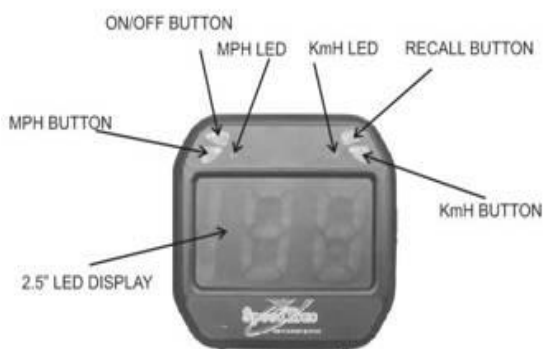 ON/OFF BUTTON
MPH LED
KmH LED
RECALL BUTTON
MPH BUTTON
KmH BUTTON
2.5" LED DISPLAY